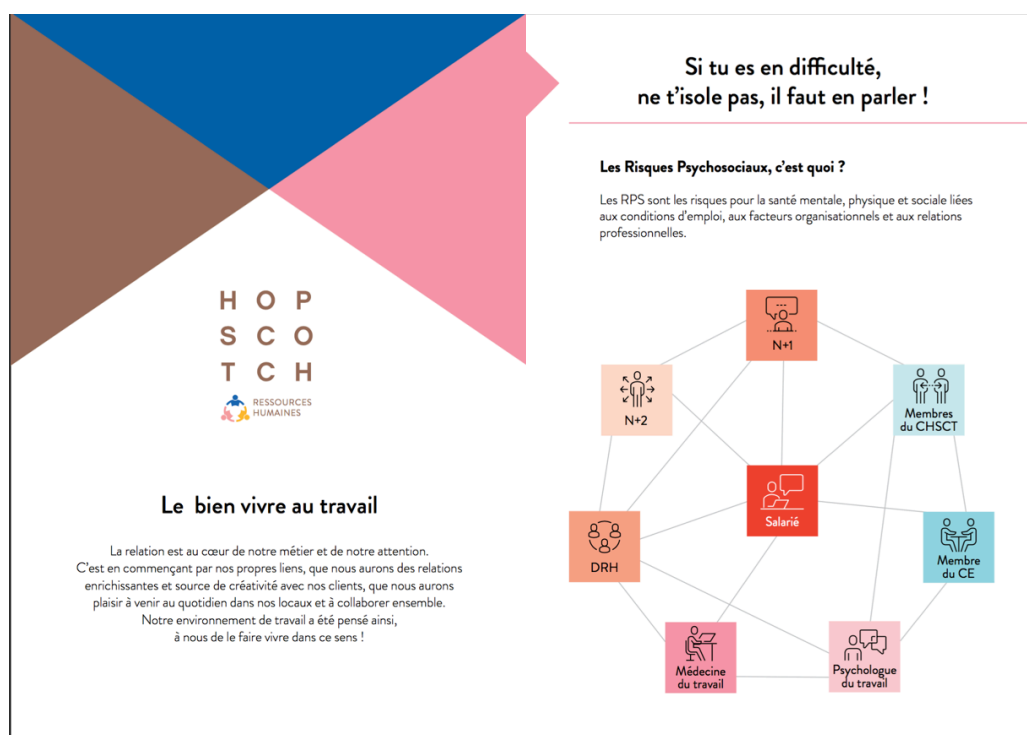 H O P
S C O
T C H
RESSOURCES
HUMAINES
Le bien vivre au travail
La relation est au cœur de notre métier et de notre attention.
C'est en commençant par nos propres liens, que nous aurons des relations
enrichissantes et source de créativité avec nos clients, que nous aurons
plaisir à venir au quotidien dans nos locaux et à collaborer ensemble.
Notre environnement de travail a été pensé ainsi,
à nous de le faire vivre dans ce sens !
Si tu es en difficulté,
ne t'isole pas, il faut en parler !
Les Risques Psychosociaux, c'est quoi ?
Les RPS sont les risques pour la santé mentale, physique et sociale liées
aux conditions d'emploi, aux facteurs organisationnels et aux relations
professionnelles.
N+1
N+2
Membres
du CHSCT
Salarié
DRH
Membre
du CE
Médecine
du travail
Psychologue
du travail